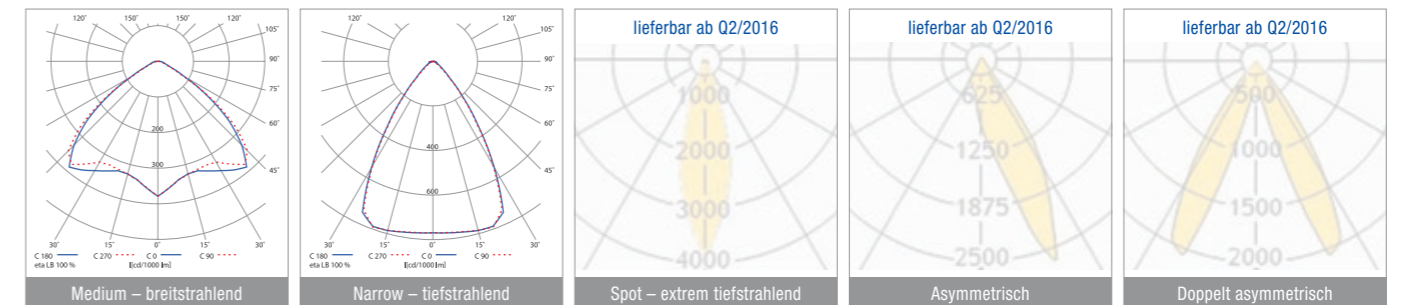 120˚ 150˚ 150˚ 120˚
105˚
90˚
75˚
60˚
45˚
200
300
30˚ 15˚ 0˚ 15˚ 30˚
C 180 C 270 C 0 C 90
eta LB 100 % I[cd/1000 lm]
Medium – breitstrahlend
120˚ 150˚ 150˚ 120˚
105˚
90˚
75˚
60˚
45˚
400
600
30˚ 15˚ 0˚ 15˚ 30˚
C 180 C 270 C 0 C 90
eta LB 100 % I[cd/1000 lm]
Narrow – tiefstrahlend
lieferbar ab Q2/2016
1000
2000
3000
4000
Spot – extrem tiefstrahlend
lieferbar ab Q2/2016
625
1250
1875
2500
Asymmetrisch
lieferbar ab Q2/2016
500
1000
1500
2000
Doppelt asymmetrisch